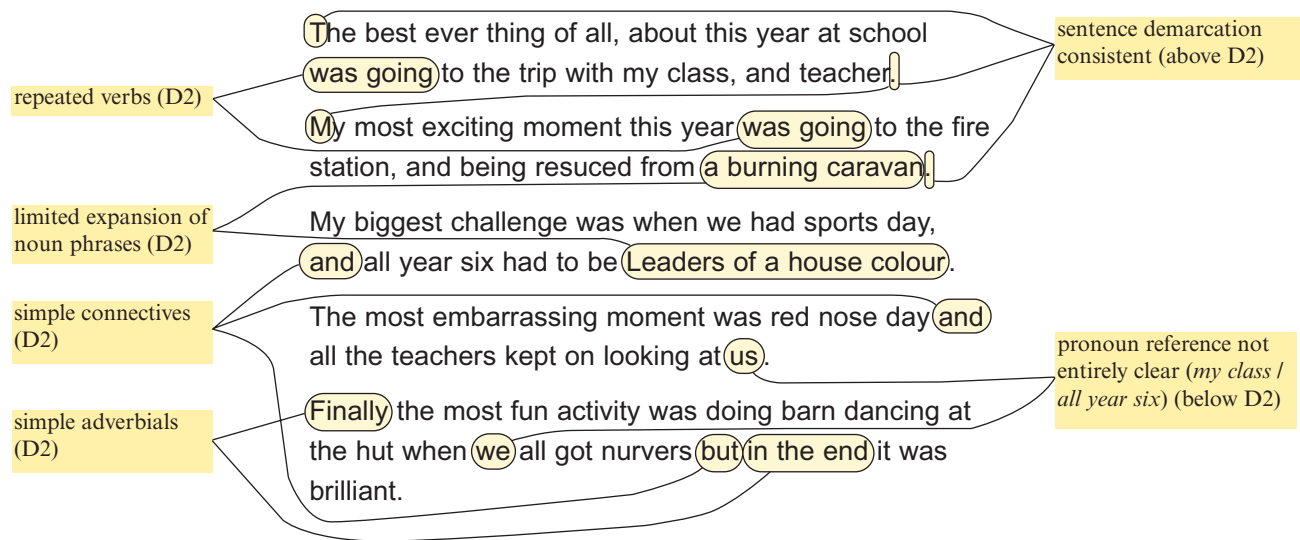 The best ever thing of all, about this year at school
was going to the trip with my class, and teacher.
My most exciting moment this year was going to the fire
station, and being resuced from a burning caravan.
My biggest challenge was when we had sports day,
and all year six had to be Leaders of a house colour.
The most embarrassing moment was red nose day and
all the teachers kept on looking at us.
Finally the most fun activity was doing barn dancing at
the hut when we all got nurvers but in the end it was
brilliant.
repeated verbs (D2)
limited expansion of
noun phrases (D2)
simple connectives
(D2)
simple adverbials
(D2)
sentence demarcation
consistent (above D2)
pronoun reference not
entirely clear (my class /
all year six) (below D2)